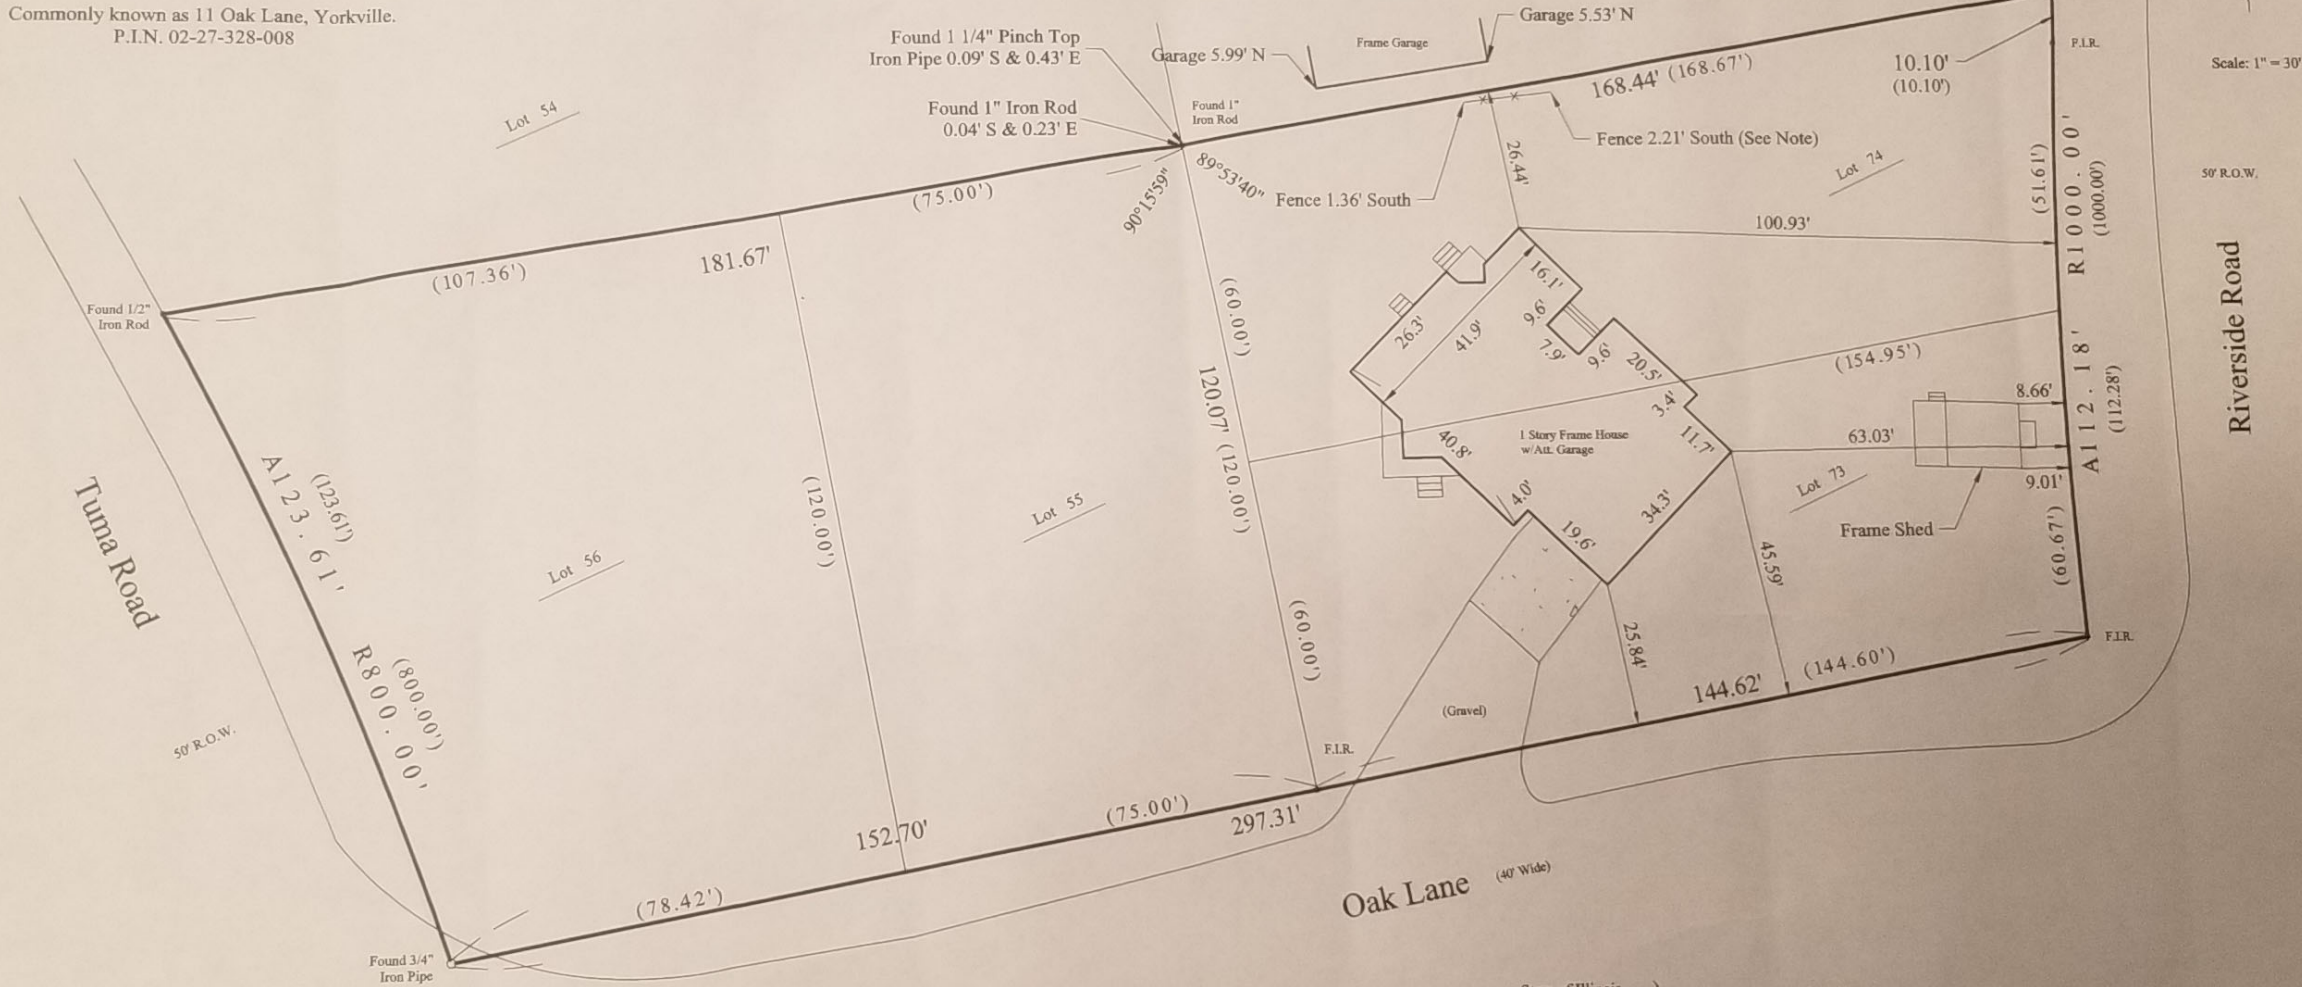 Commonly known as 11 Oak Lane, Yorkville.
P.I.N. 02-27-328-008
Found 1 1/4" Pinch Top
Iron Pipe 0.09' S & 0.43' E
Found 1" Iron Rod
0.04' S & 0.23' E
Found 1"
Iron Rod
Garage 5.99' N
Frame Garage
Garage 5.53' N
168.44' (168.67')
10.10'
(10.10')
F.I.R.
Scale: 1" = 30'
Lot 54
Fence 2.21' South (See Note)
Fence 1.36' South
26.44'
Lot 74
(51.61')
R1000.00'
(1000.00')
50' R.O.W.
Riverside Road
(75.00')
89°53'40"
90°15'59"
100.93'
181.67'
(107.36')
Found 1/2"
Iron Rod
(60.00')
120.07' (120.00')
(60.00')
16.1'
9.6'
7.9'
9.6'
20.5'
3.4'
11.7'
26.3'
41.9'
40.8'
4.0'
19.6'
34.3'
1 Story Frame House
w/Att. Garage
(154.95')
8.66'
63.03'
9.01'
A112.18'
(112.28')
Lot 73
Frame Shed
(60.67')
45.59'
25.84'
Tuma Road
A123.61'
(123.61')
R800.00'
(800.00')
50' R.O.W.
(120.00')
Lot 55
Lot 56
(Gravel)
F.I.R.
144.62'
(144.60')
F.I.R.
152.70'
(75.00')
297.31'
(78.42')
Oak Lane (40' Wide)
Found 3/4"
Iron Pipe